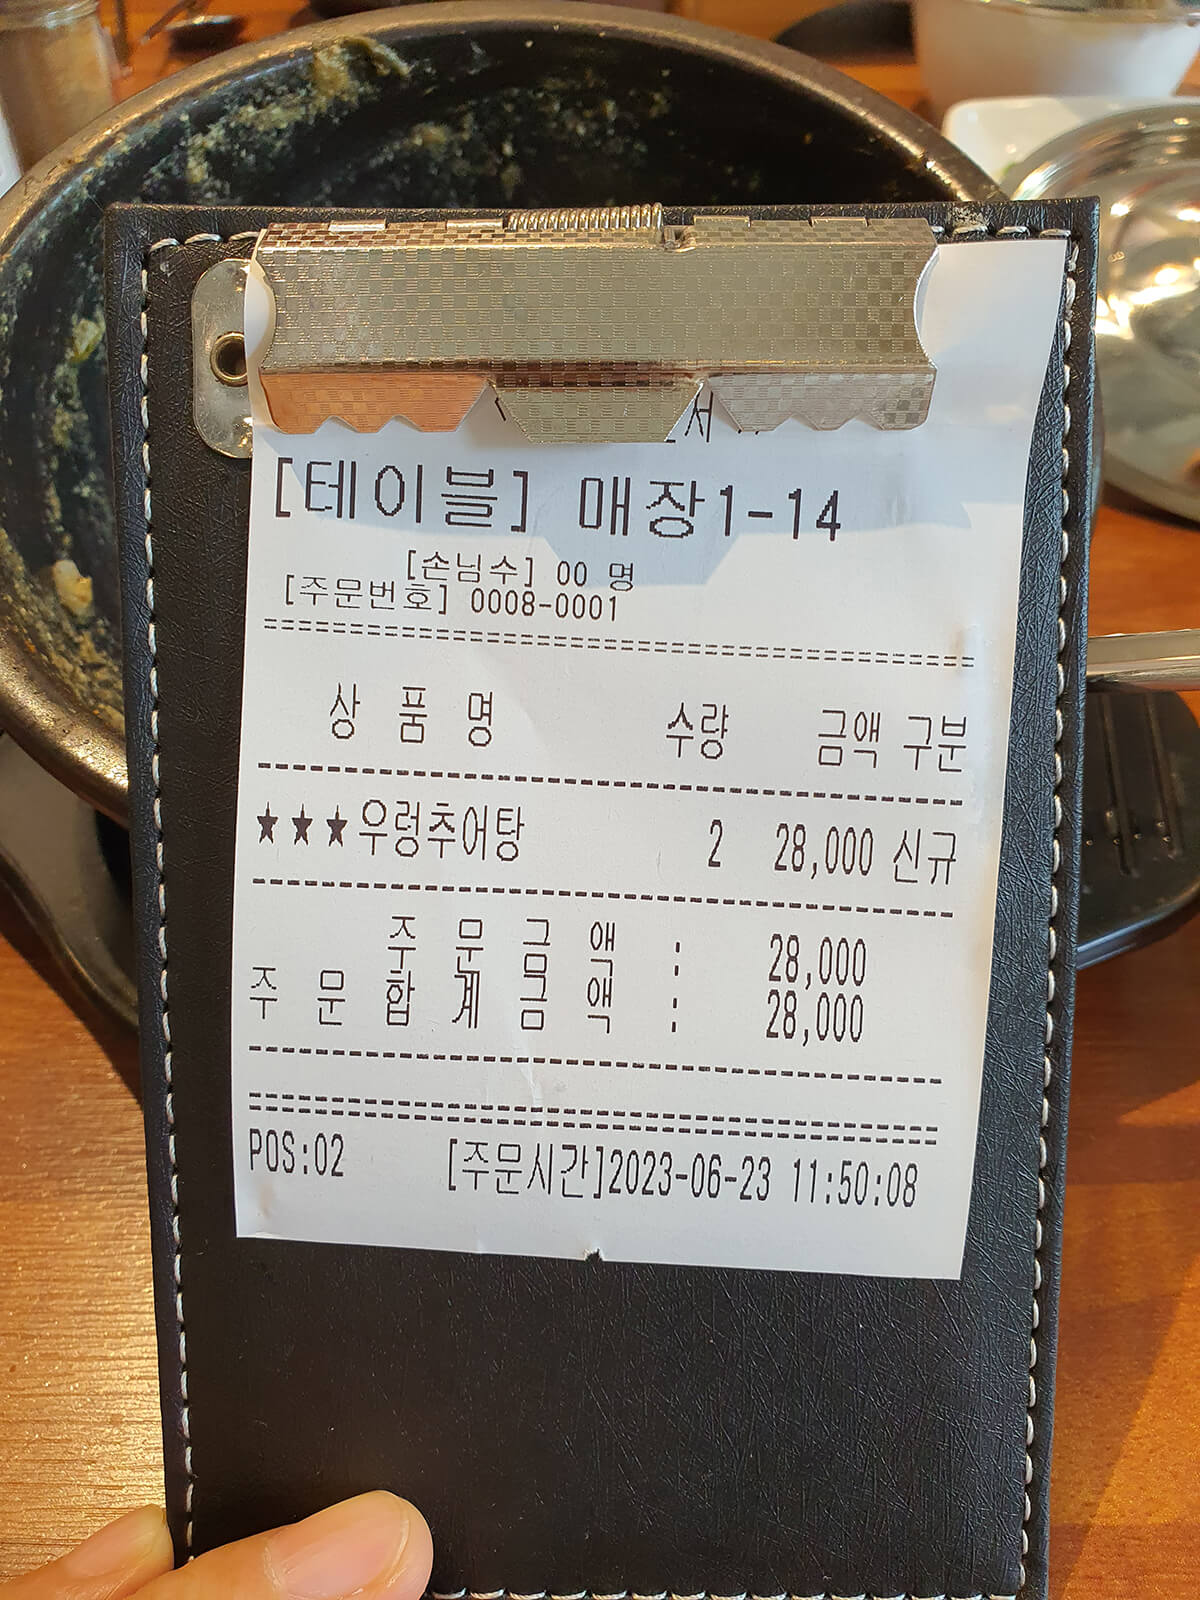 [테이블] 매장1-14
[손님수] 00 명
[주문번호] 0008-0001
상 품 명 수량 금액 구분
★★★우렁추어탕 2 28,000 신규
주 문 금 액 : 28,000
주 문 합 계 금 액 : 28,000
POS:02 [주문시간]2023-06-23 11:50:08